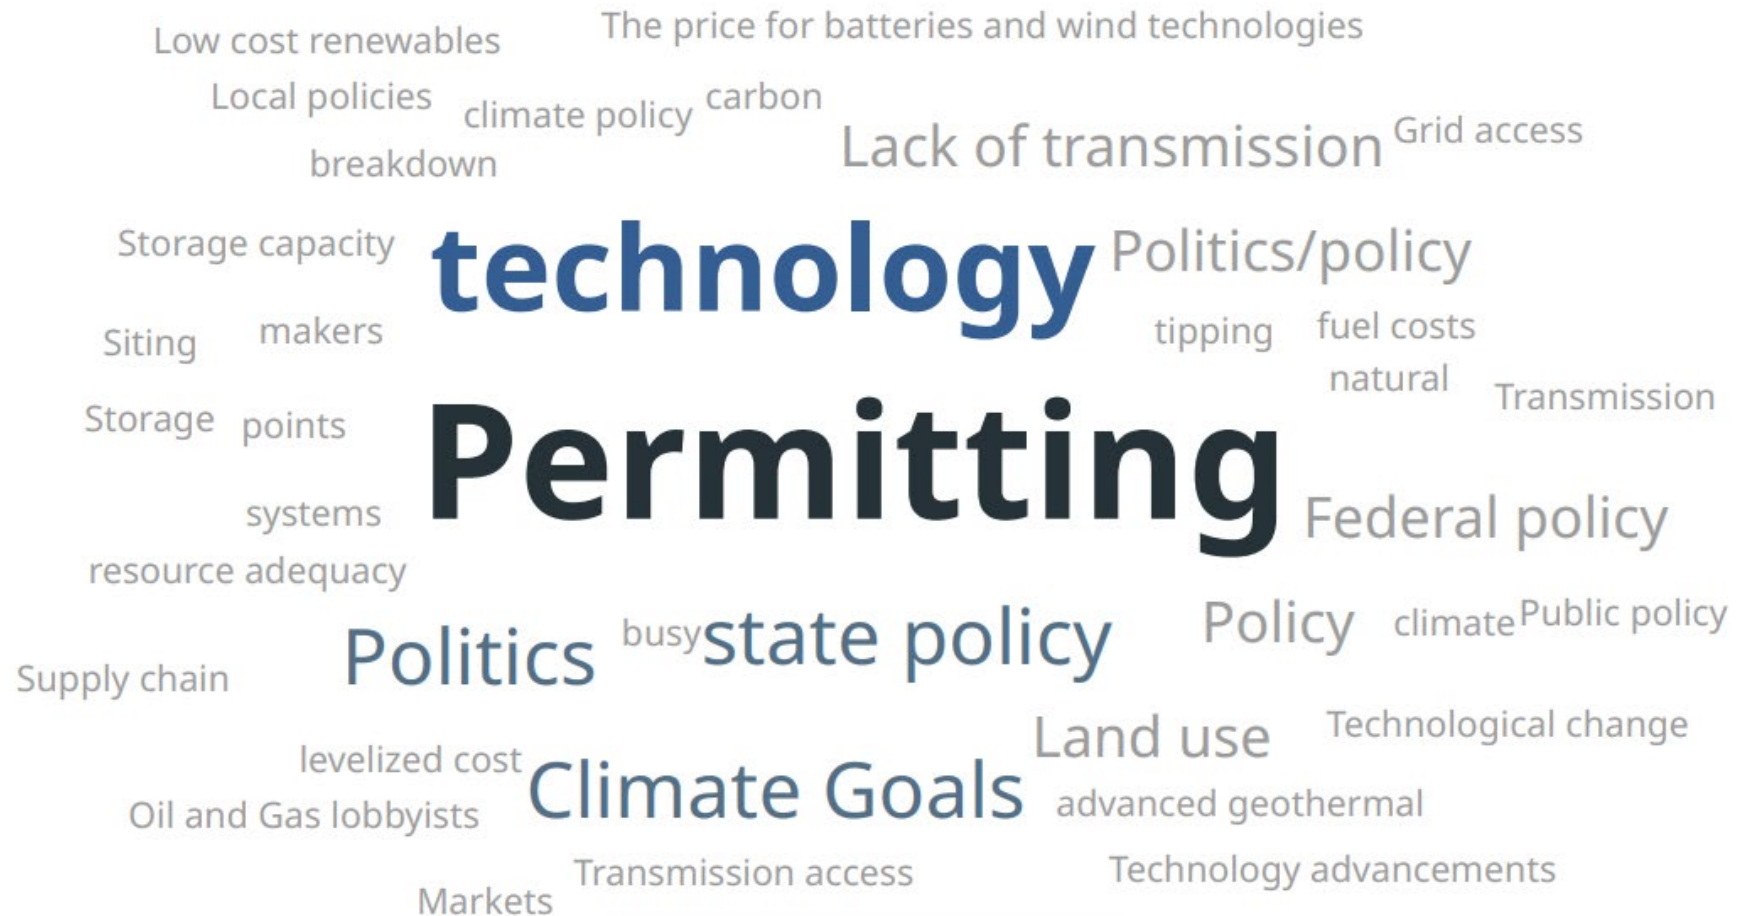 The price for batteries and wind technologies
Low cost renewables
Local policies
climate policy
carbon
Lack of transmission
Grid access
breakdown
Storage capacity
technology
Politics/policy
Siting
makers
tipping
fuel costs
natural
Transmission
Storage
points
Permitting
systems
Federal policy
resource adequacy
Politics
busy
state policy
Policy
climate
Public policy
Supply chain
Land use
Technological change
levelized cost
Climate Goals
advanced geothermal
Oil and Gas lobbyists
Transmission access
Technology advancements
Markets